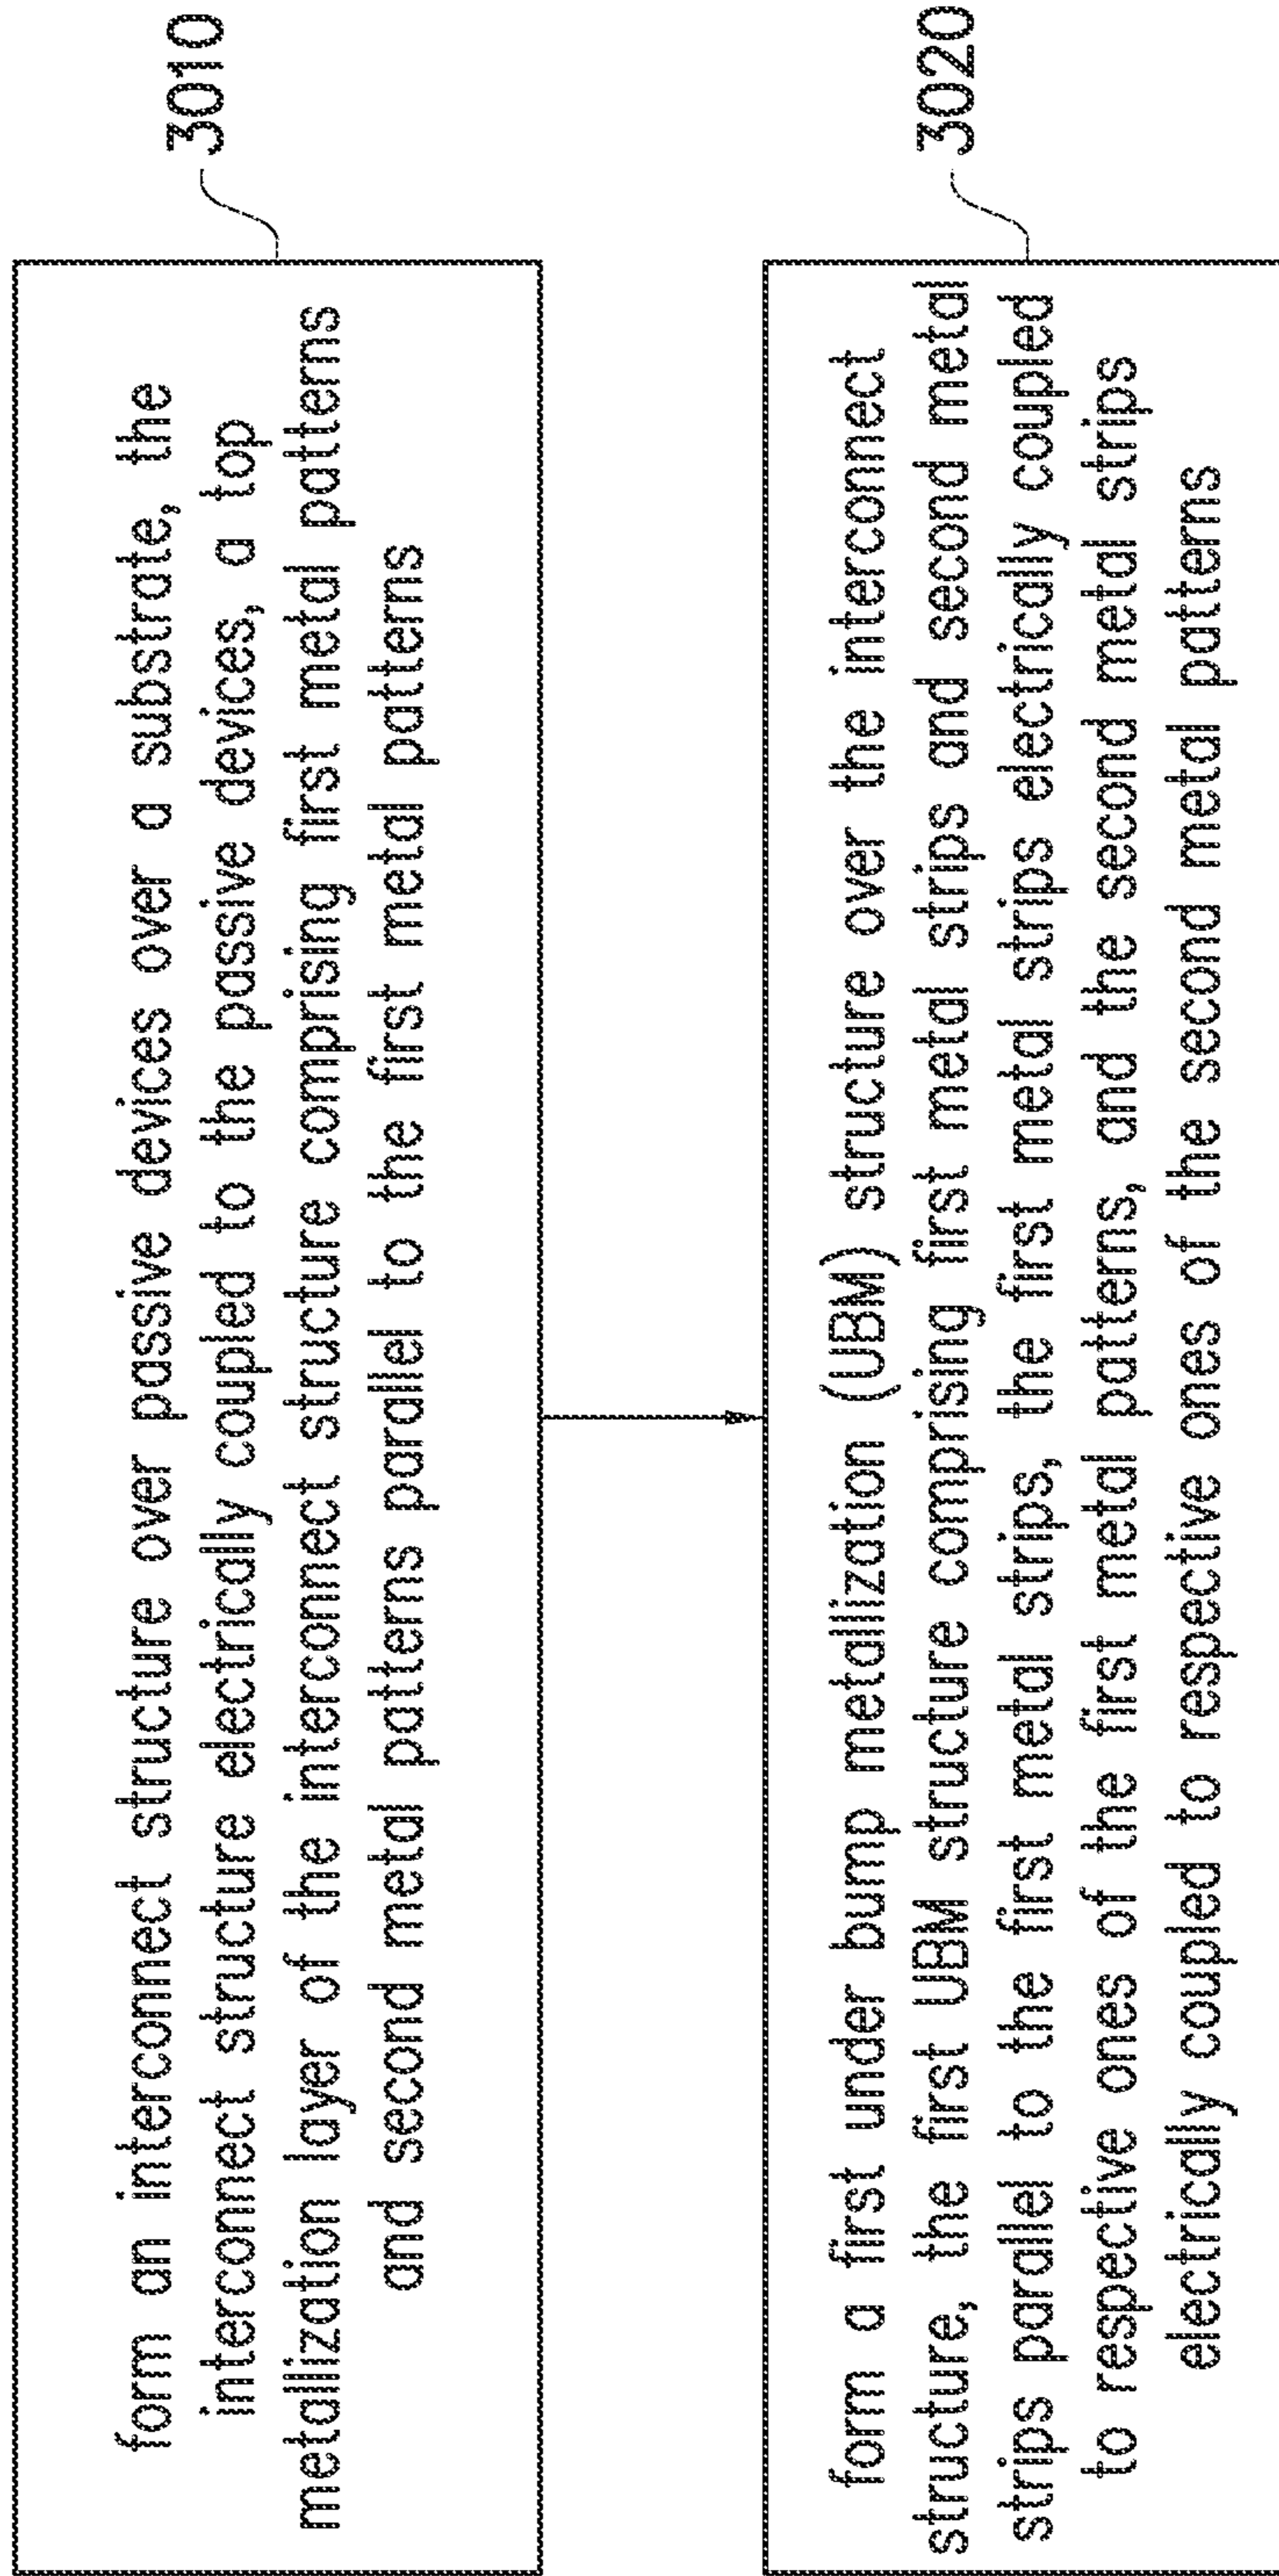 form an interconnect structure over passive devices over a substrate, the
interconnect structure electrically coupled to the passive devices, a top
metallization layer of the interconnect structure comprising first metal patterns
and second metal patterns parallel to the first metal patterns
3010
form a first under bump metallization (UBM) structure over the interconnect
structure, the first UBM structure comprising first metal strips and second metal
strips parallel to the first metal strips, the first metal strips electrically coupled
to respective ones of the first metal patterns, and the second metal strips
electrically coupled to respective ones of the second metal patterns
3020